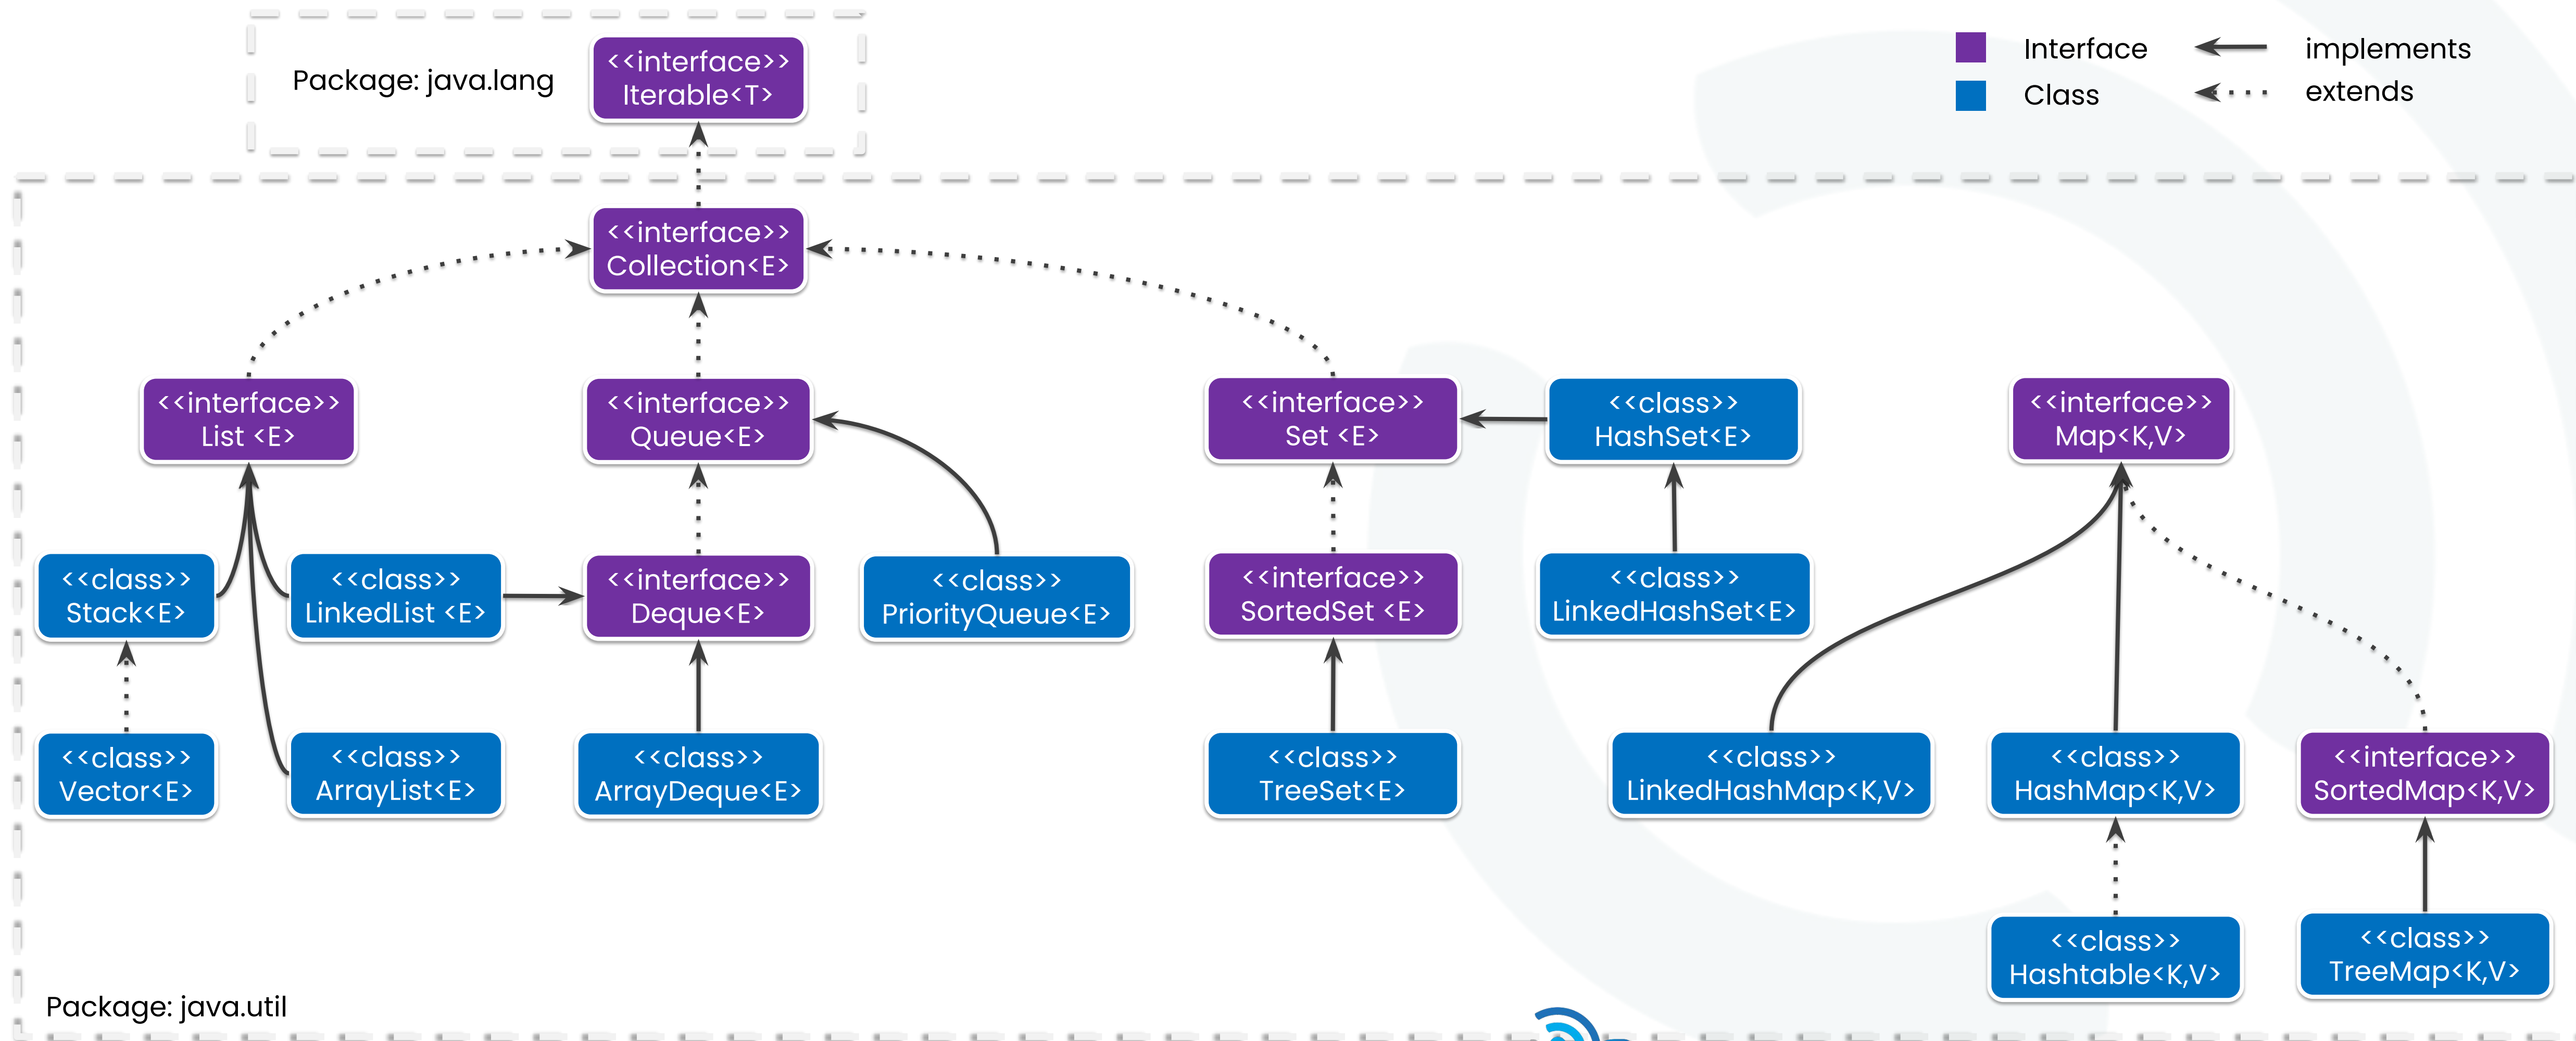 Package: java.lang
<<interface>>
Iterable<T>
Interface
implements
Class
extends
<<interface>>
Collection<E>
<<interface>>
List <E>
<<interface>>
Queue<E>
<<interface>>
Set <E>
<<class>>
HashSet<E>
<<interface>>
Map<K,V>
<<class>>
Stack<E>
<<class>>
LinkedList <E>
<<interface>>
Deque<E>
<<class>>
PriorityQueue<E>
<<interface>>
SortedSet <E>
<<class>>
LinkedHashSet<E>
<<class>>
Vector<E>
<<class>>
ArrayList<E>
<<class>>
ArrayDeque<E>
<<class>>
TreeSet<E>
<<class>>
LinkedHashMap<K,V>
<<class>>
HashMap<K,V>
<<interface>>
SortedMap<K,V>
<<class>>
Hashtable<K,V>
<<class>>
TreeMap<K,V>
Package: java.util